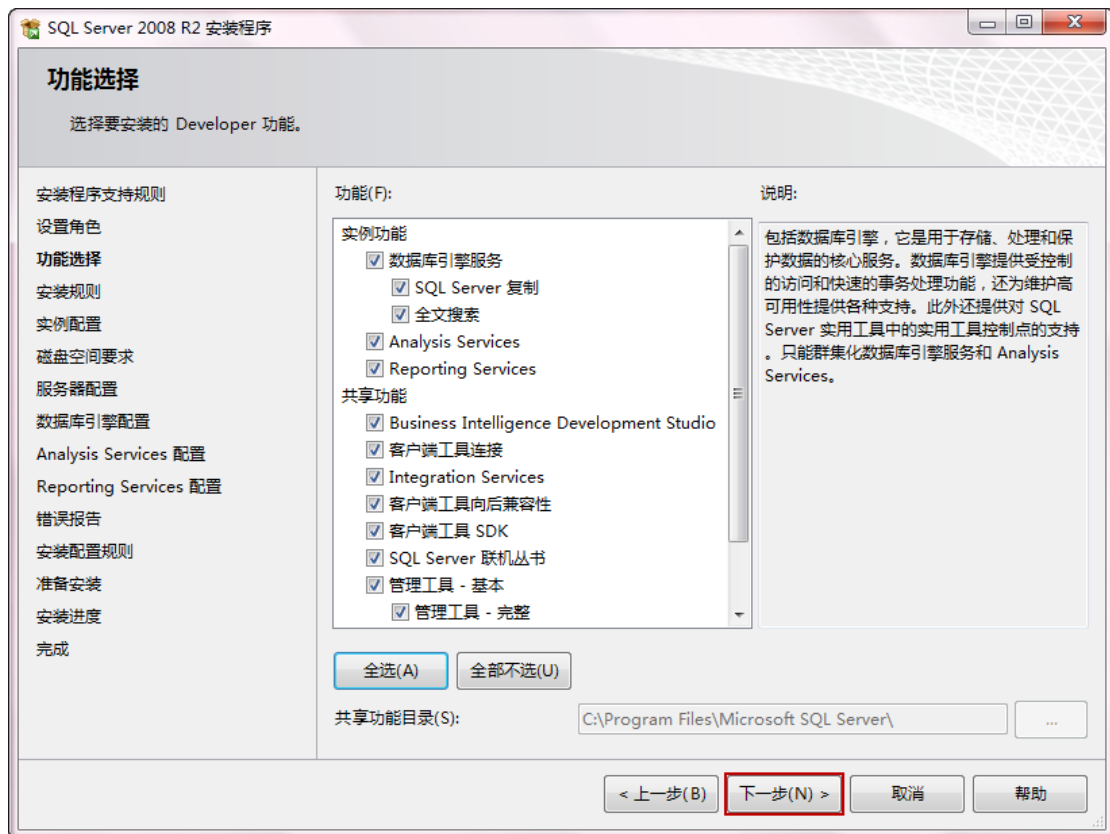 SQL Server 2008 R2 安装程序
功能选择
选择要安装的 Developer 功能。
安装程序支持规则
设置角色
功能选择
安装规则
实例配置
磁盘空间要求
服务器配置
数据库引擎配置
Analysis Services 配置
Reporting Services 配置
错误报告
安装配置规则
准备安装
安装进度
完成
功能(F):
实例功能
数据库引擎服务
SQL Server 复制
全文搜索
Analysis Services
Reporting Services
共享功能
Business Intelligence Development Studio
客户端工具连接
Integration Services
客户端工具向后兼容性
客户端工具 SDK
SQL Server 联机丛书
管理工具 - 基本
管理工具 - 完整
说明:
包括数据库引擎，它是用于存储、处理和保
护数据的核心服务。数据库引擎提供受控制
的访问和快速的事务处理功能，还为维护高
可用性提供各种支持。此外还提供对 SQL
Server 实用工具中的实用工具控制点的支持
。只能群集化数据库引擎服务和 Analysis
Services。
全选(A)
全部不选(U)
共享功能目录(S):
C:\Program Files\Microsoft SQL Server\
...
< 上一步(B)
下一步(N) >
取消
帮助